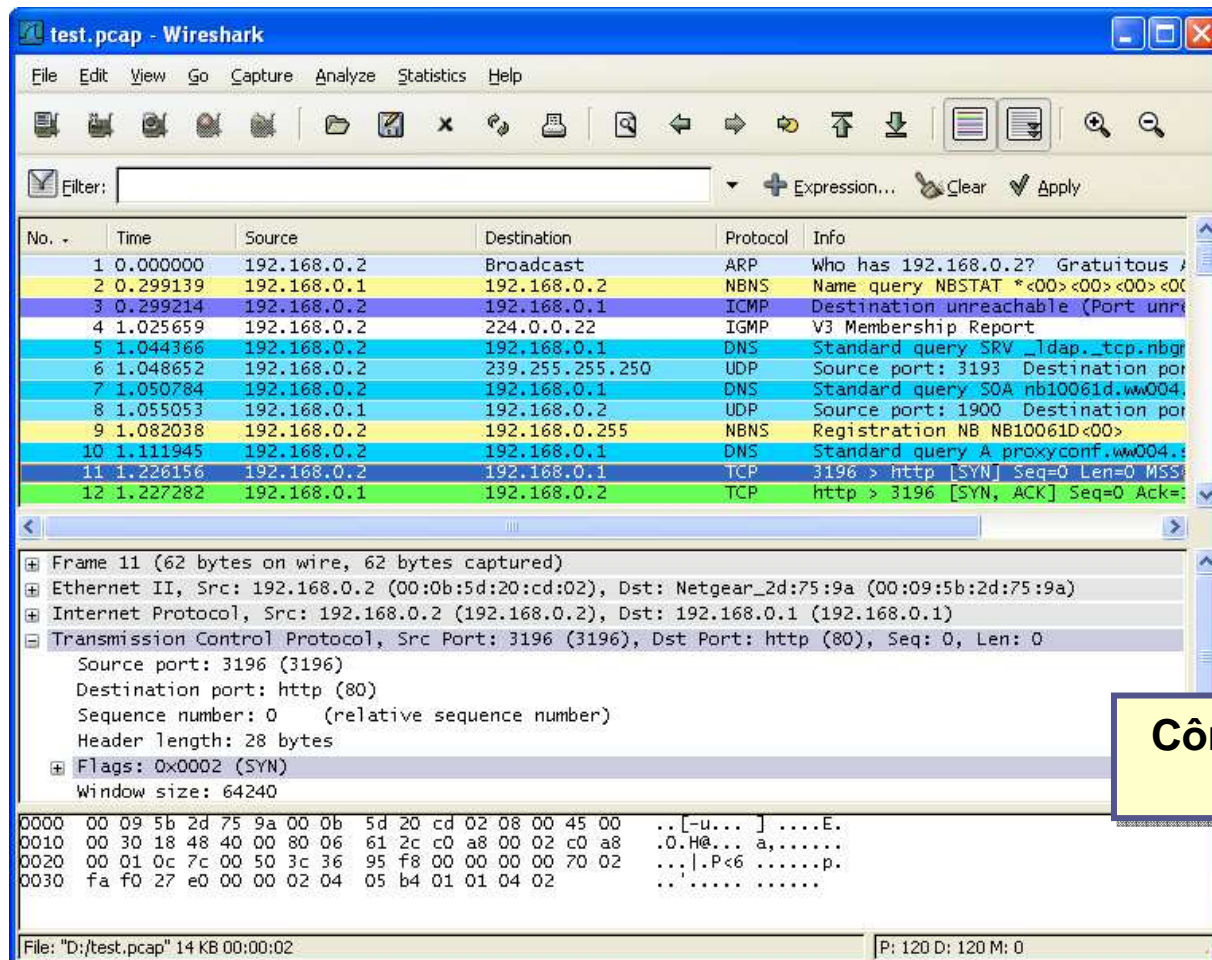 test.pcap - Wireshark
File Edit View Go Capture Analyze Statistics Help
Filter: Expression... Clear Apply
No. Time Source Destination Protocol Info
1 0.000000 192.168.0.2 Broadcast ARP Who has 192.168.0.2? Gratuitous
2 0.299139 192.168.0.1 192.168.0.2 NBNS Name query NBSTAT *<00><00><00><00
3 0.299214 192.168.0.2 192.168.0.1 ICMP Destination unreachable (Port unre
4 1.025659 192.168.0.2 224.0.0.22 IGMP V3 Membership Report
5 1.044366 192.168.0.2 192.168.0.1 DNS Standard query SRV _ldap._tcp.nbgm
6 1.048652 192.168.0.2 239.255.255.250 UDP Source port: 3193 Destination por
7 1.050784 192.168.0.2 192.168.0.1 DNS Standard query SOA nb10061d.ww004.
8 1.055053 192.168.0.1 192.168.0.2 UDP Source port: 1900 Destination por
9 1.082038 192.168.0.2 192.168.0.255 NBNS Registration NB NB10061D<00>
10 1.111945 192.168.0.2 192.168.0.1 DNS Standard query A proxyconf.ww004.s
11 1.226156 192.168.0.2 192.168.0.1 TCP 3196 > http [SYN] Seq=0 Len=0 MSS=
12 1.227282 192.168.0.1 192.168.0.2 TCP http > 3196 [SYN, ACK] Seq=0 Ack=1
Frame 11 (62 bytes on wire, 62 bytes captured)
Ethernet II, Src: 192.168.0.2 (00:0b:5d:20:cd:02), Dst: Netgear_2d:75:9a (00:09:5b:2d:75:9a)
Internet Protocol, Src: 192.168.0.2 (192.168.0.2), Dst: 192.168.0.1 (192.168.0.1)
Transmission Control Protocol, Src Port: 3196 (3196), Dst Port: http (80), Seq: 0, Len: 0
Source port: 3196 (3196)
Destination port: http (80)
Sequence number: 0 (relative sequence number)
Header length: 28 bytes
Flags: 0x0002 (SYN)
Window size: 64240
Côn
0000 00 09 5b 2d 75 9a 00 0b 5d 20 cd 02 08 00 45 00 ..[-u... ] ....E.
0010 00 30 18 48 40 00 80 06 61 2c c0 a8 00 02 c0 a8 .0.H@... a,......
0020 00 01 0c 7c 00 50 3c 36 95 f8 00 00 00 00 70 02 ...|.P<6 ......p.
0030 fa f0 27 e0 00 00 02 04 05 b4 01 01 04 02 ..'..... ......
File: "D:/test.pcap" 14 KB 00:00:02 P: 120 D: 120 M: 0